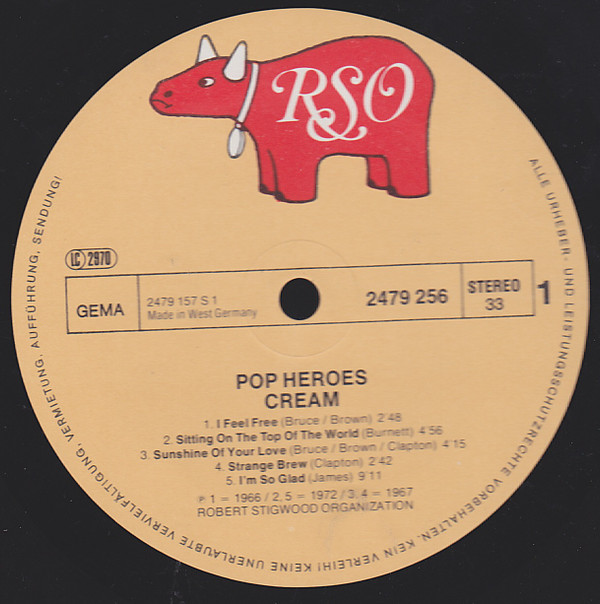 RSO
LC 2970
GEMA
2479 157 S 1
Made in West Germany
2479 256
STEREO
33
1
POP HEROES
CREAM
1. I Feel Free (Bruce / Brown) 2'48
2. Sitting On The Top Of The World (Burnett) 4'56
3. Sunshine Of Your Love (Bruce / Brown / Clapton) 4'15
4. Strange Brew (Clapton) 2'42
5. I'm So Glad (James) 9'11
℗ 1 = 1966 / 2, 5 = 1972 / 3, 4 = 1967
ROBERT STIGWOOD ORGANIZATION
ALLE URHEBER- UND LEISTUNGSSCHUTZRECHTE VORBEHALTEN. KEIN VERLEIH! KEINE UNERLAUBTE VERVIELFÄLTIGUNG, VERMIETUNG, AUFFÜHRUNG, SENDUNG!